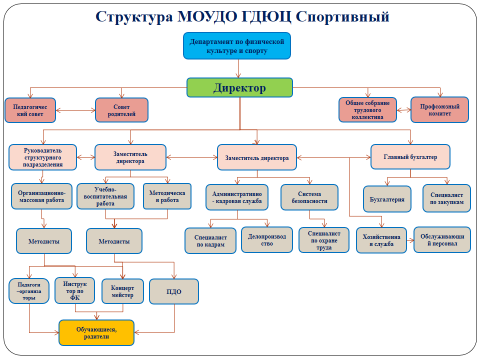 Структура МОУДО ГДЮЦ Спортивный
Департамент по физической
культуре и спорту
Директор
Педагогичес
кий совет
Совет
родителей
Общее собрание
трудового
коллектива
Профсоюзный
комитет
Руководитель
структурного
подразделения
Заместитель
директора
Заместитель директора
Главный бухгалтер
Организационно-
массовая работа
Учебно-
воспитательная
работа
Методическа
я работа
Административно
- кадровая служба
Система
безопасности
Бухгалтерия
Специалист
по закупкам
Методисты
Методисты
Специалист
по кадрам
Делопроизводс
тво
Специалист
по охране
труда
Хозяйственна
я служба
Обслуживающи
й персонал
Педагоги
–организа
торы
Инструк
тор по
ФК
Концерт
мейстер
ПДО
Обучающиеся,
родители